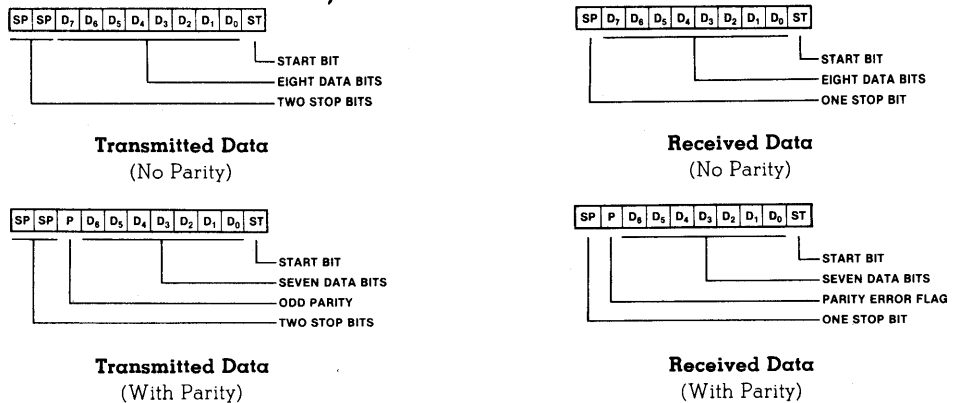 SP SP D₇ D₆ D₅ D₄ D₃ D₂ D₁ D₀ ST
START BIT
EIGHT DATA BITS
TWO STOP BITS
Transmitted Data
(No Parity)
SP D₇ D₆ D₅ D₄ D₃ D₂ D₁ D₀ ST
START BIT
EIGHT DATA BITS
ONE STOP BIT
Received Data
(No Parity)
SP SP P D₆ D₅ D₄ D₃ D₂ D₁ D₀ ST
START BIT
SEVEN DATA BITS
ODD PARITY
TWO STOP BITS
Transmitted Data
(With Parity)
SP P D₆ D₅ D₄ D₃ D₂ D₁ D₀ ST
START BIT
SEVEN DATA BITS
PARITY ERROR FLAG
ONE STOP BIT
Received Data
(With Parity)